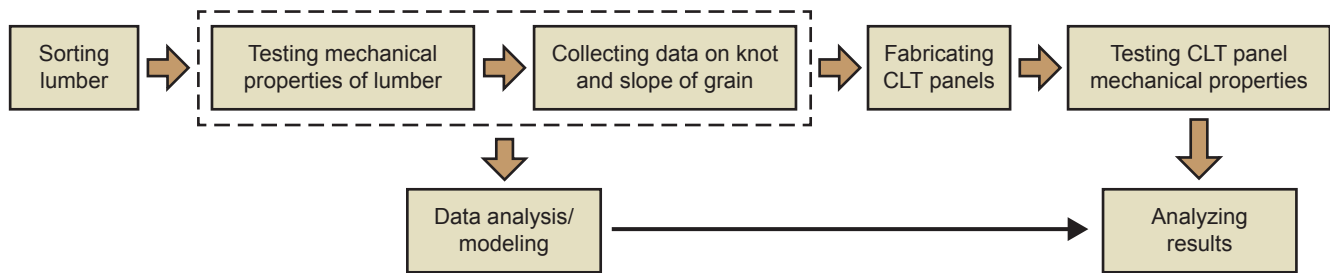 Sorting
lumber
Testing mechanical
properties of lumber
Collecting data on knot
and slope of grain
Fabricating
CLT panels
Testing CLT panel
mechanical properties
Data analysis/
modeling
Analyzing
results